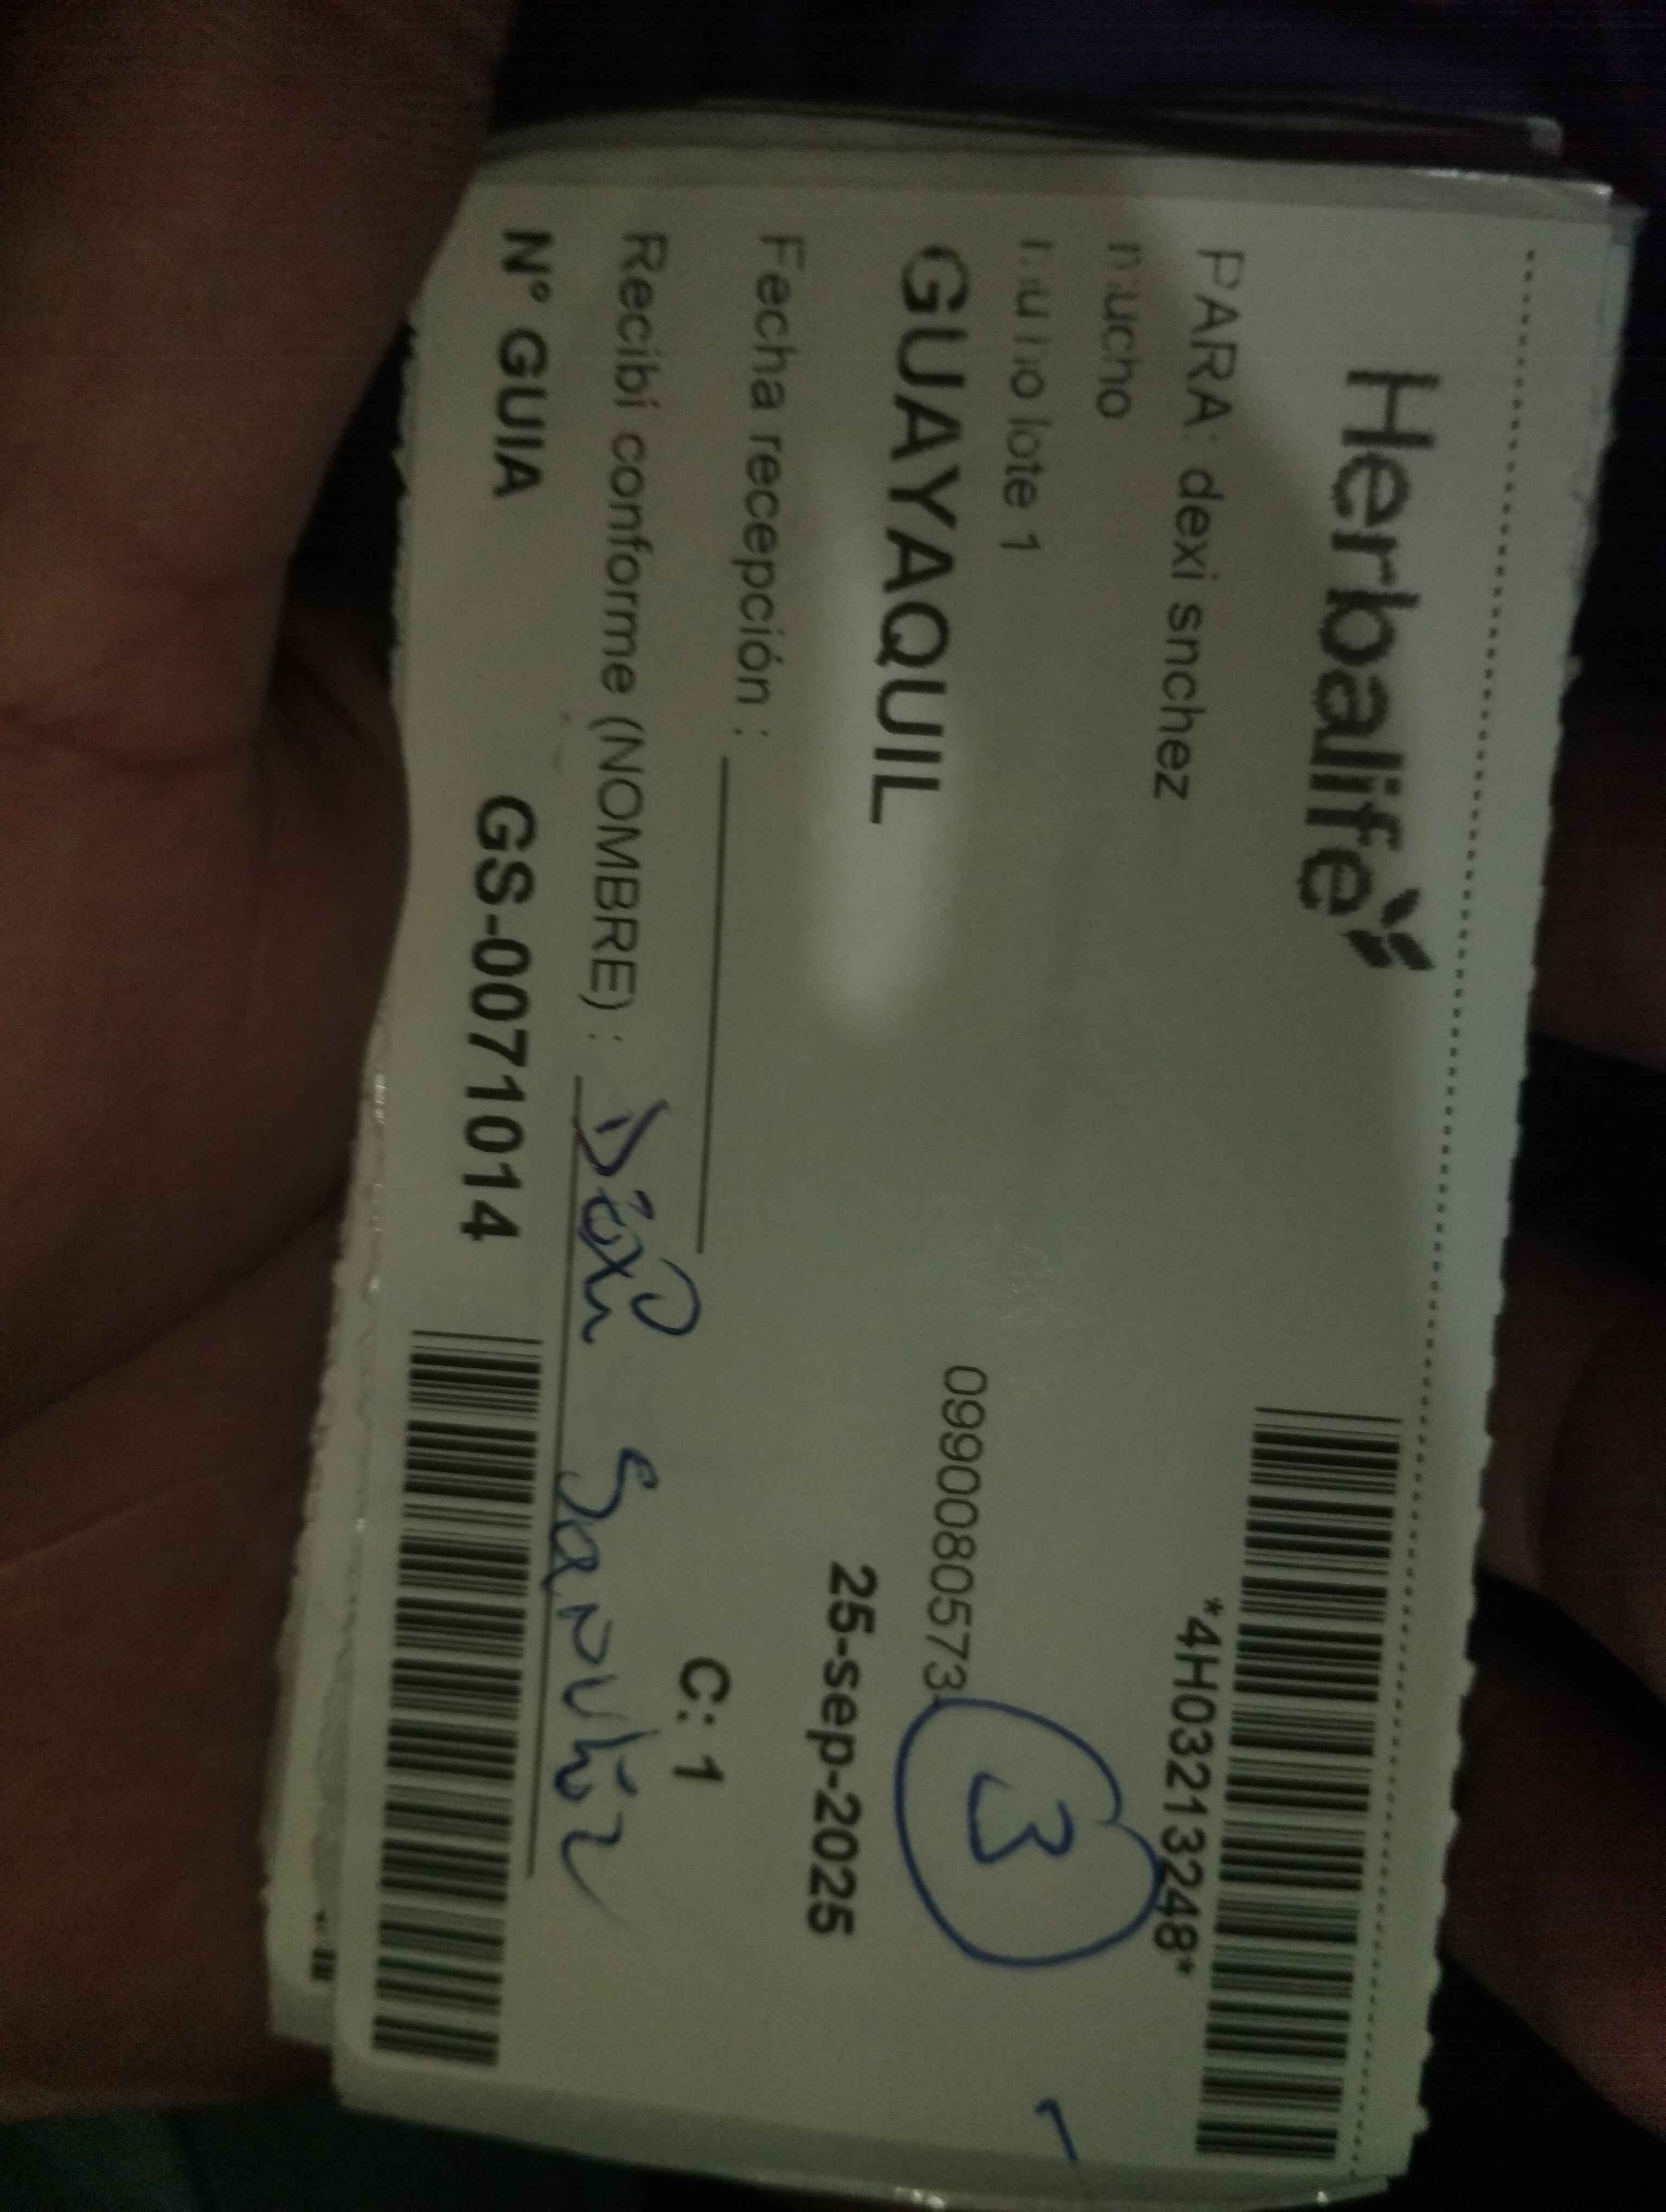 Herbalife
*4H03213248*
PARA: dexi snchez
mucho
lote 1
0990080573
3
GUAYAQUIL
25-sep-2025
Fecha recepción :
C: 1
Recibí conforme (NOMBRE) : Dexi Sanchez
N° GUIA GS-0071014